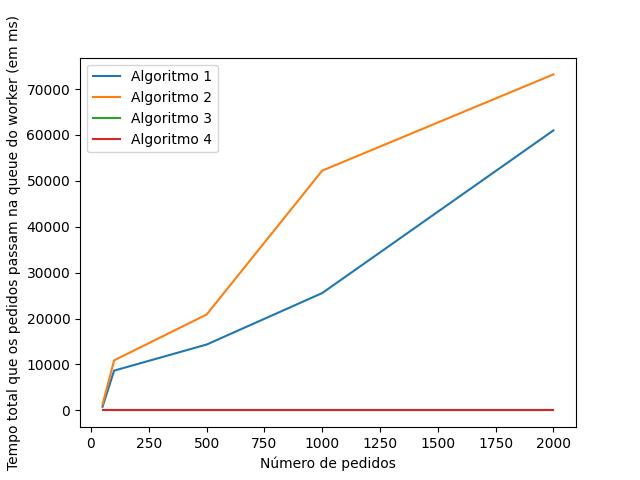 Tempo total que os pedidos passam na queue do worker (em ms)
70000
60000
50000
40000
30000
20000
10000
0
Algoritmo 1
Algoritmo 2
Algoritmo 3
Algoritmo 4
0 250 500 750 1000 1250 1500 1750 2000
Número de pedidos